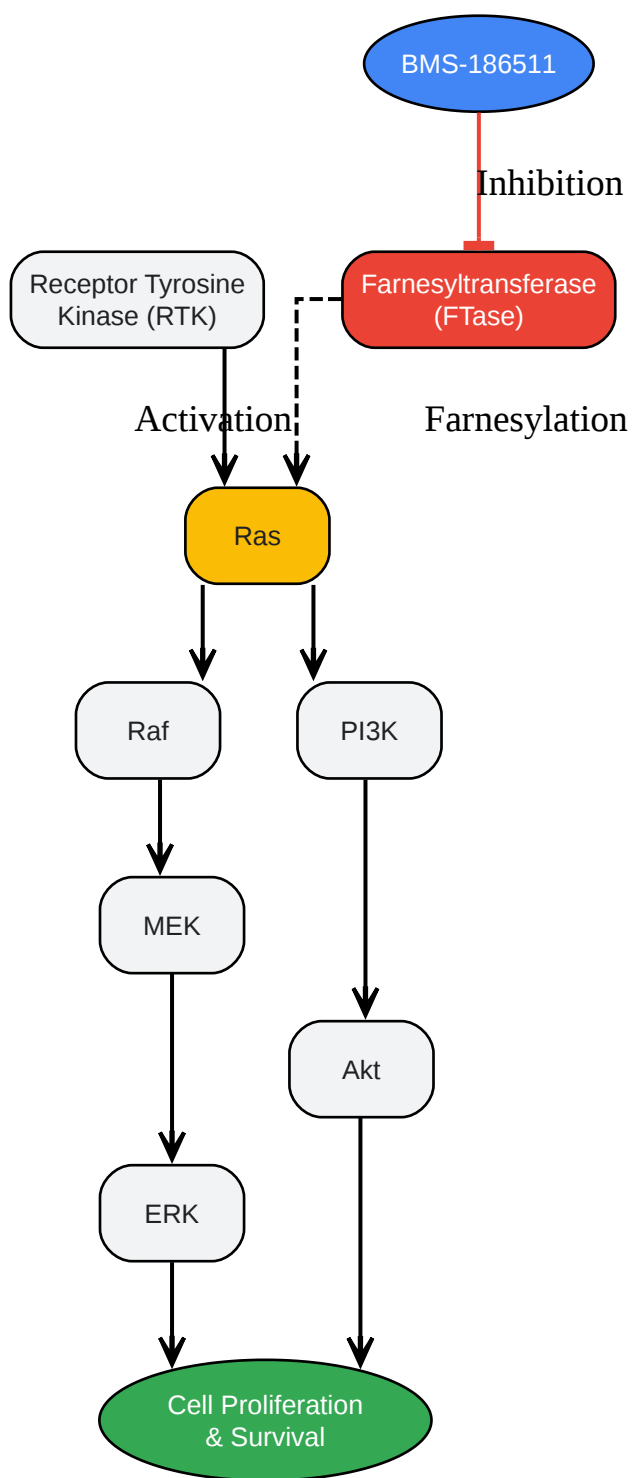 BMS-186511
Inhibition
Receptor Tyrosine
Kinase (RTK)
Farnesyltransferase
(FTase)
Activation
Farnesylation
Ras
Raf
PI3K
MEK
Akt
ERK
Cell Proliferation
& Survival